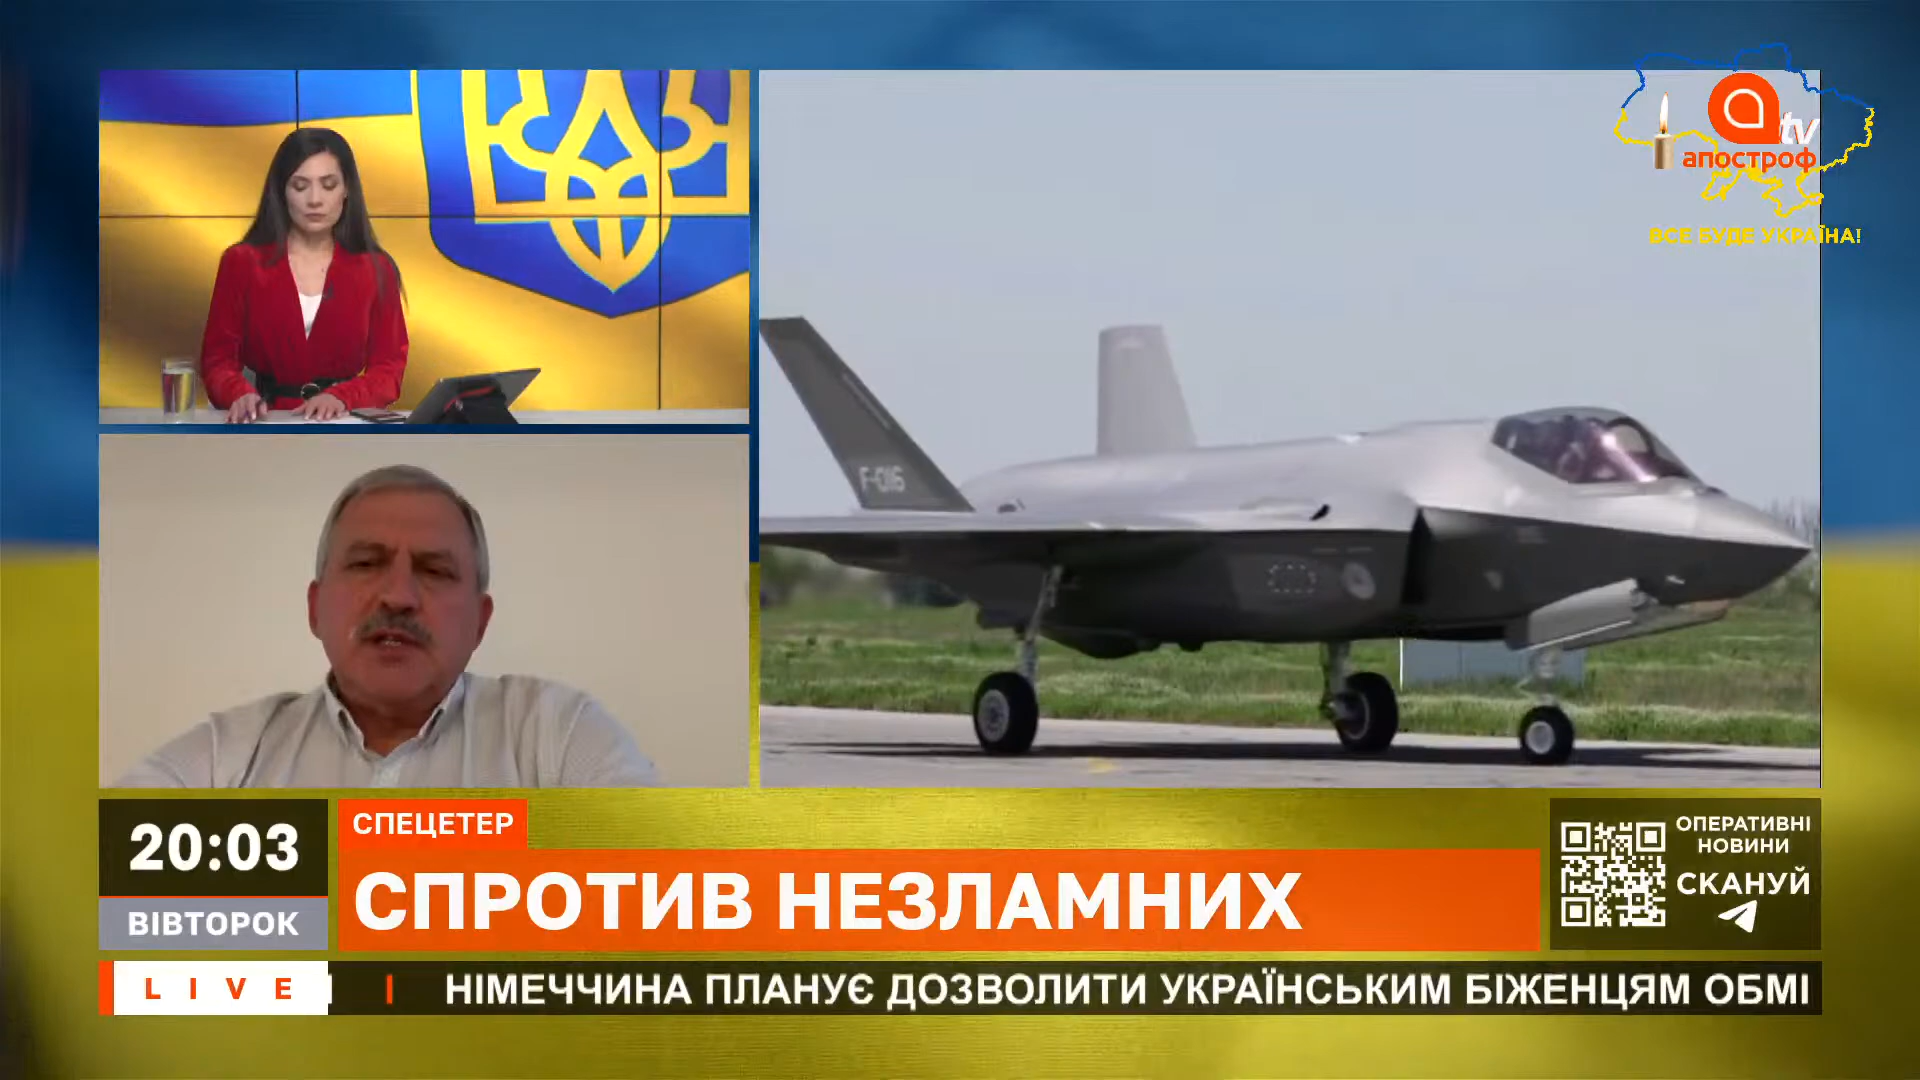 tv
апостроф
ВСЕ БУДЕ УКРАЇНА!
F-016
20:03
ВІВТОРОК
СПЕЦЕТЕР
СПРОТИВ НЕЗЛАМНИХ
ОПЕРАТИВНІ
НОВИНИ
СКАНУЙ
LIVE
НІМЕЧЧИНА ПЛАНУЄ ДОЗВОЛИТИ УКРАЇНСЬКИМ БІЖЕНЦЯМ ОБМІ